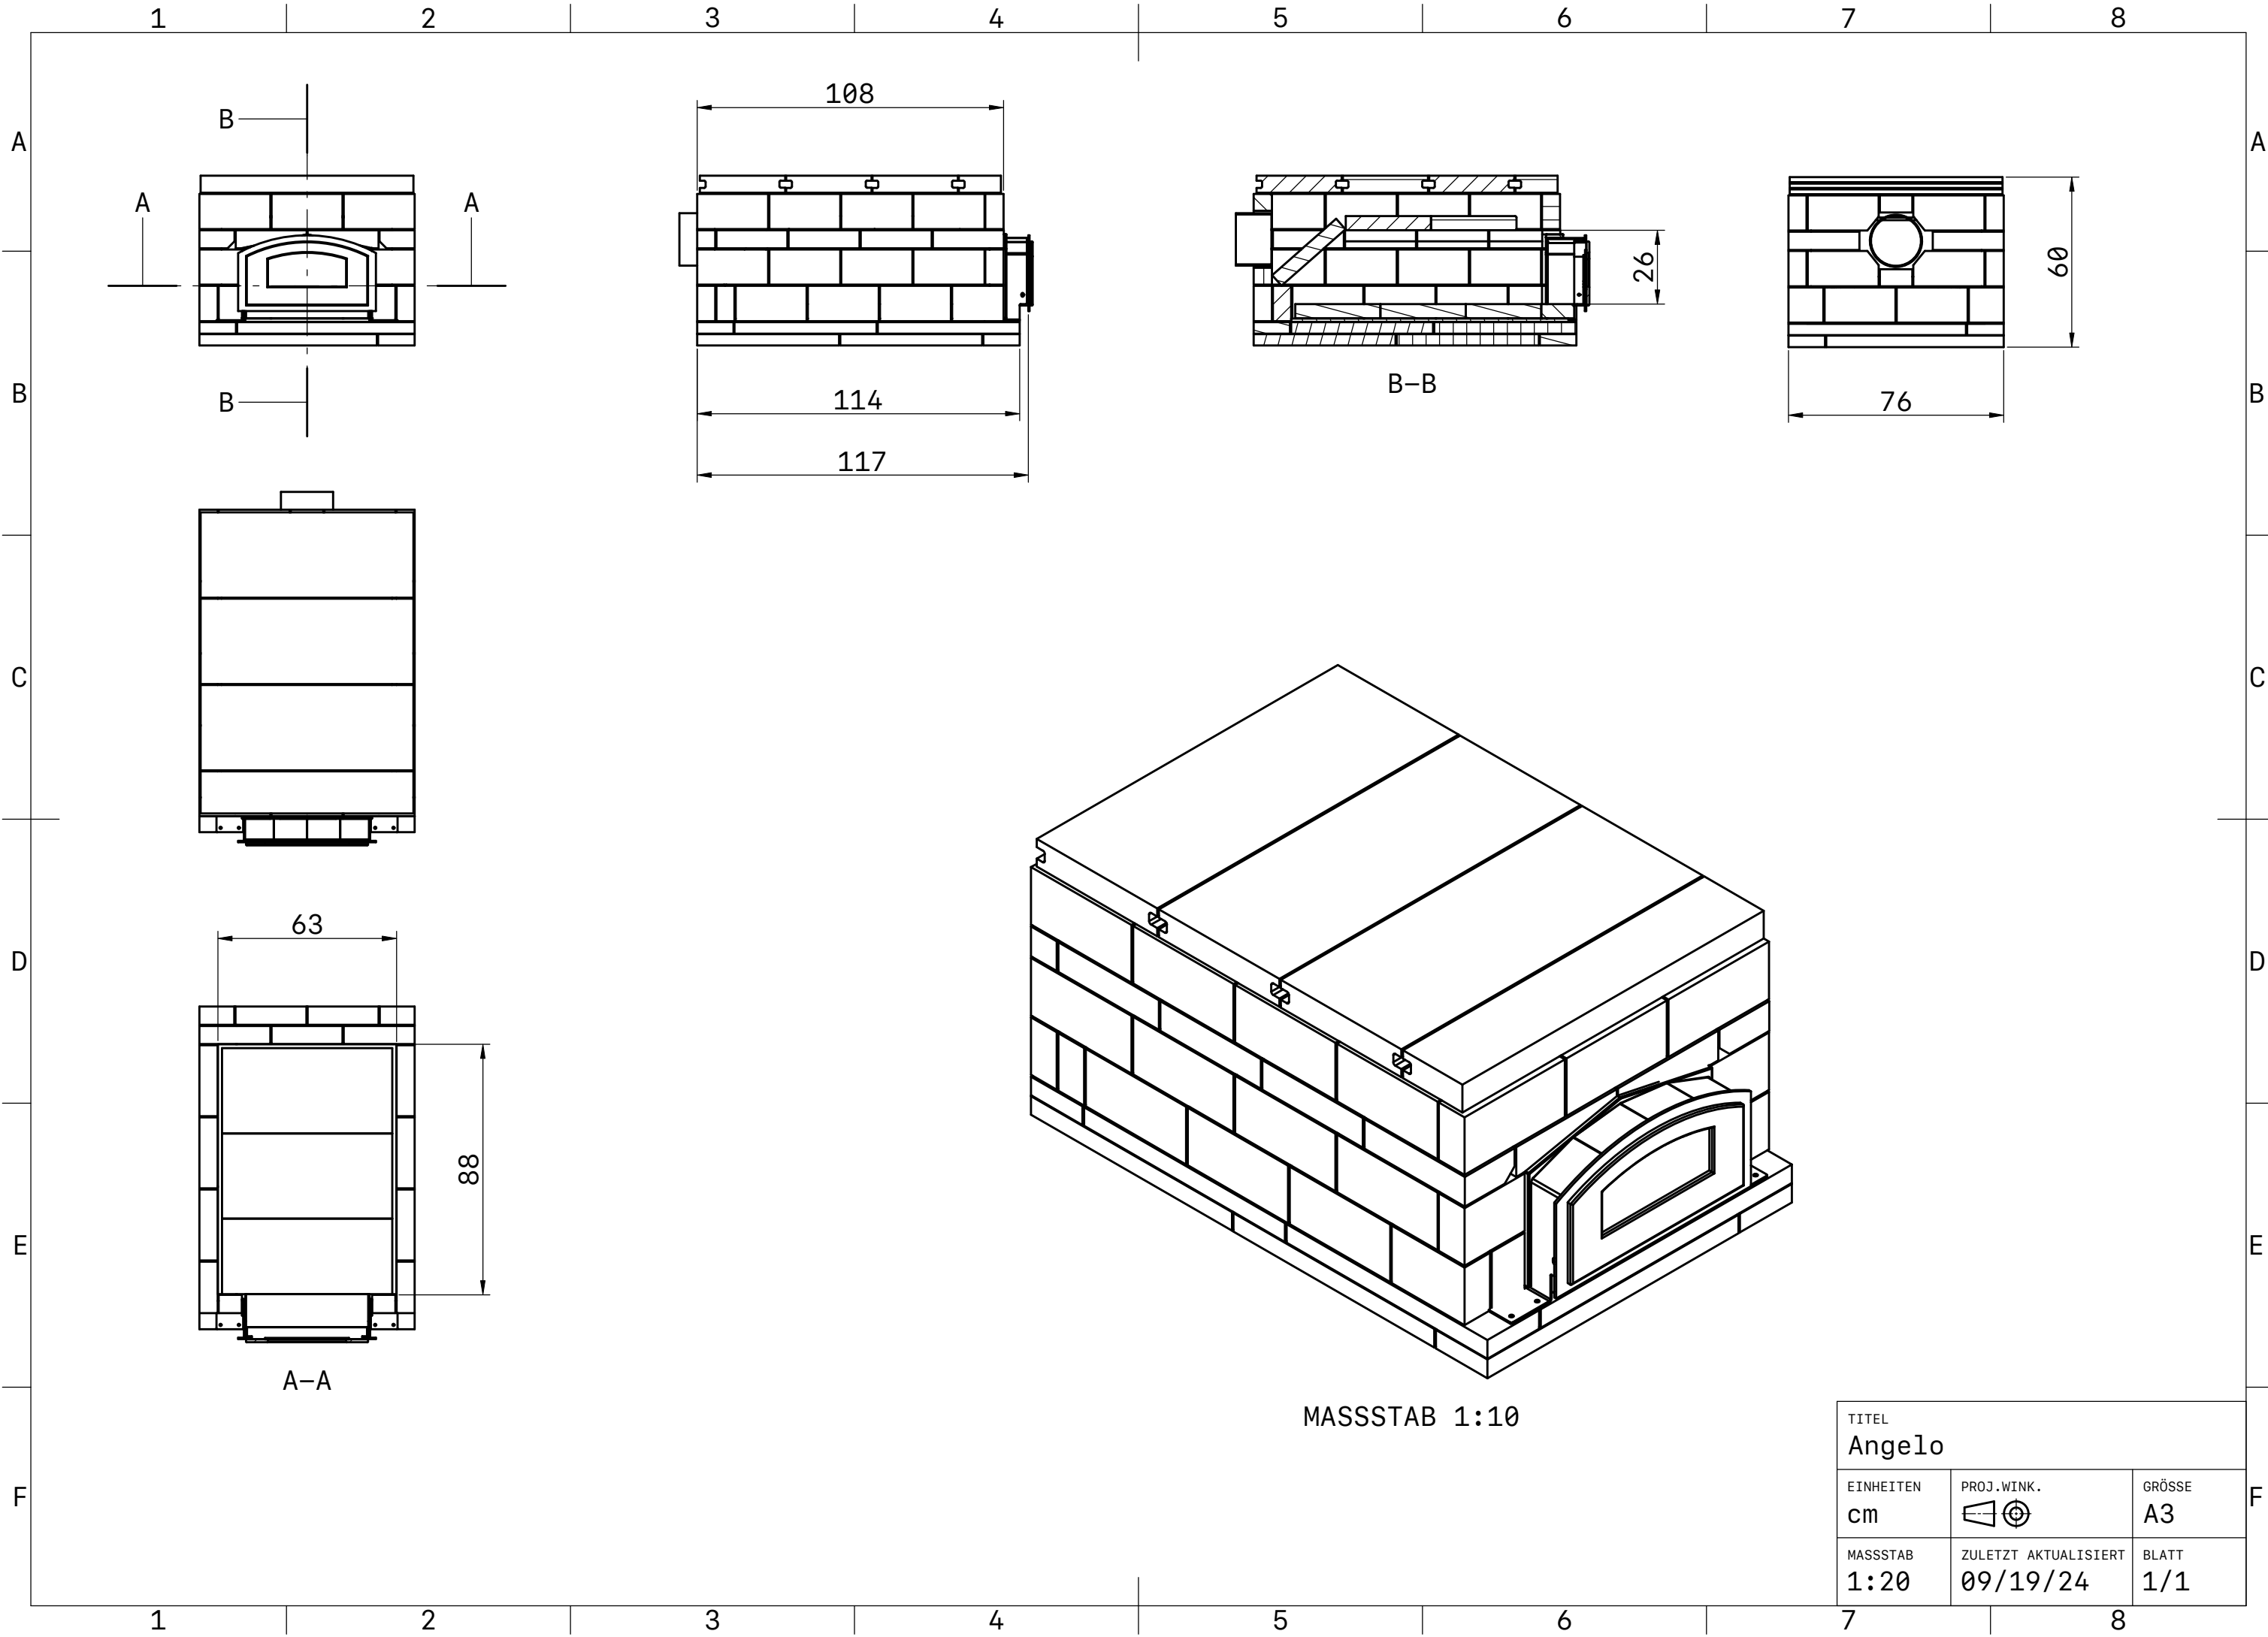 1 2 3 4 5 6 7 8
A A
B
108
A A
60
26
B B
B
114
B–B
76
117
C C
63
D D
88
E E
A–A
MASSSTAB 1:10
TITEL
Angelo
EINHEITEN PROJ.WINK. GRÖSSE
F F
cm A3
MASSSTAB ZULETZT AKTUALISIERT BLATT
1:20 09/19/24 1/1
1 2 3 4 5 6 7 8